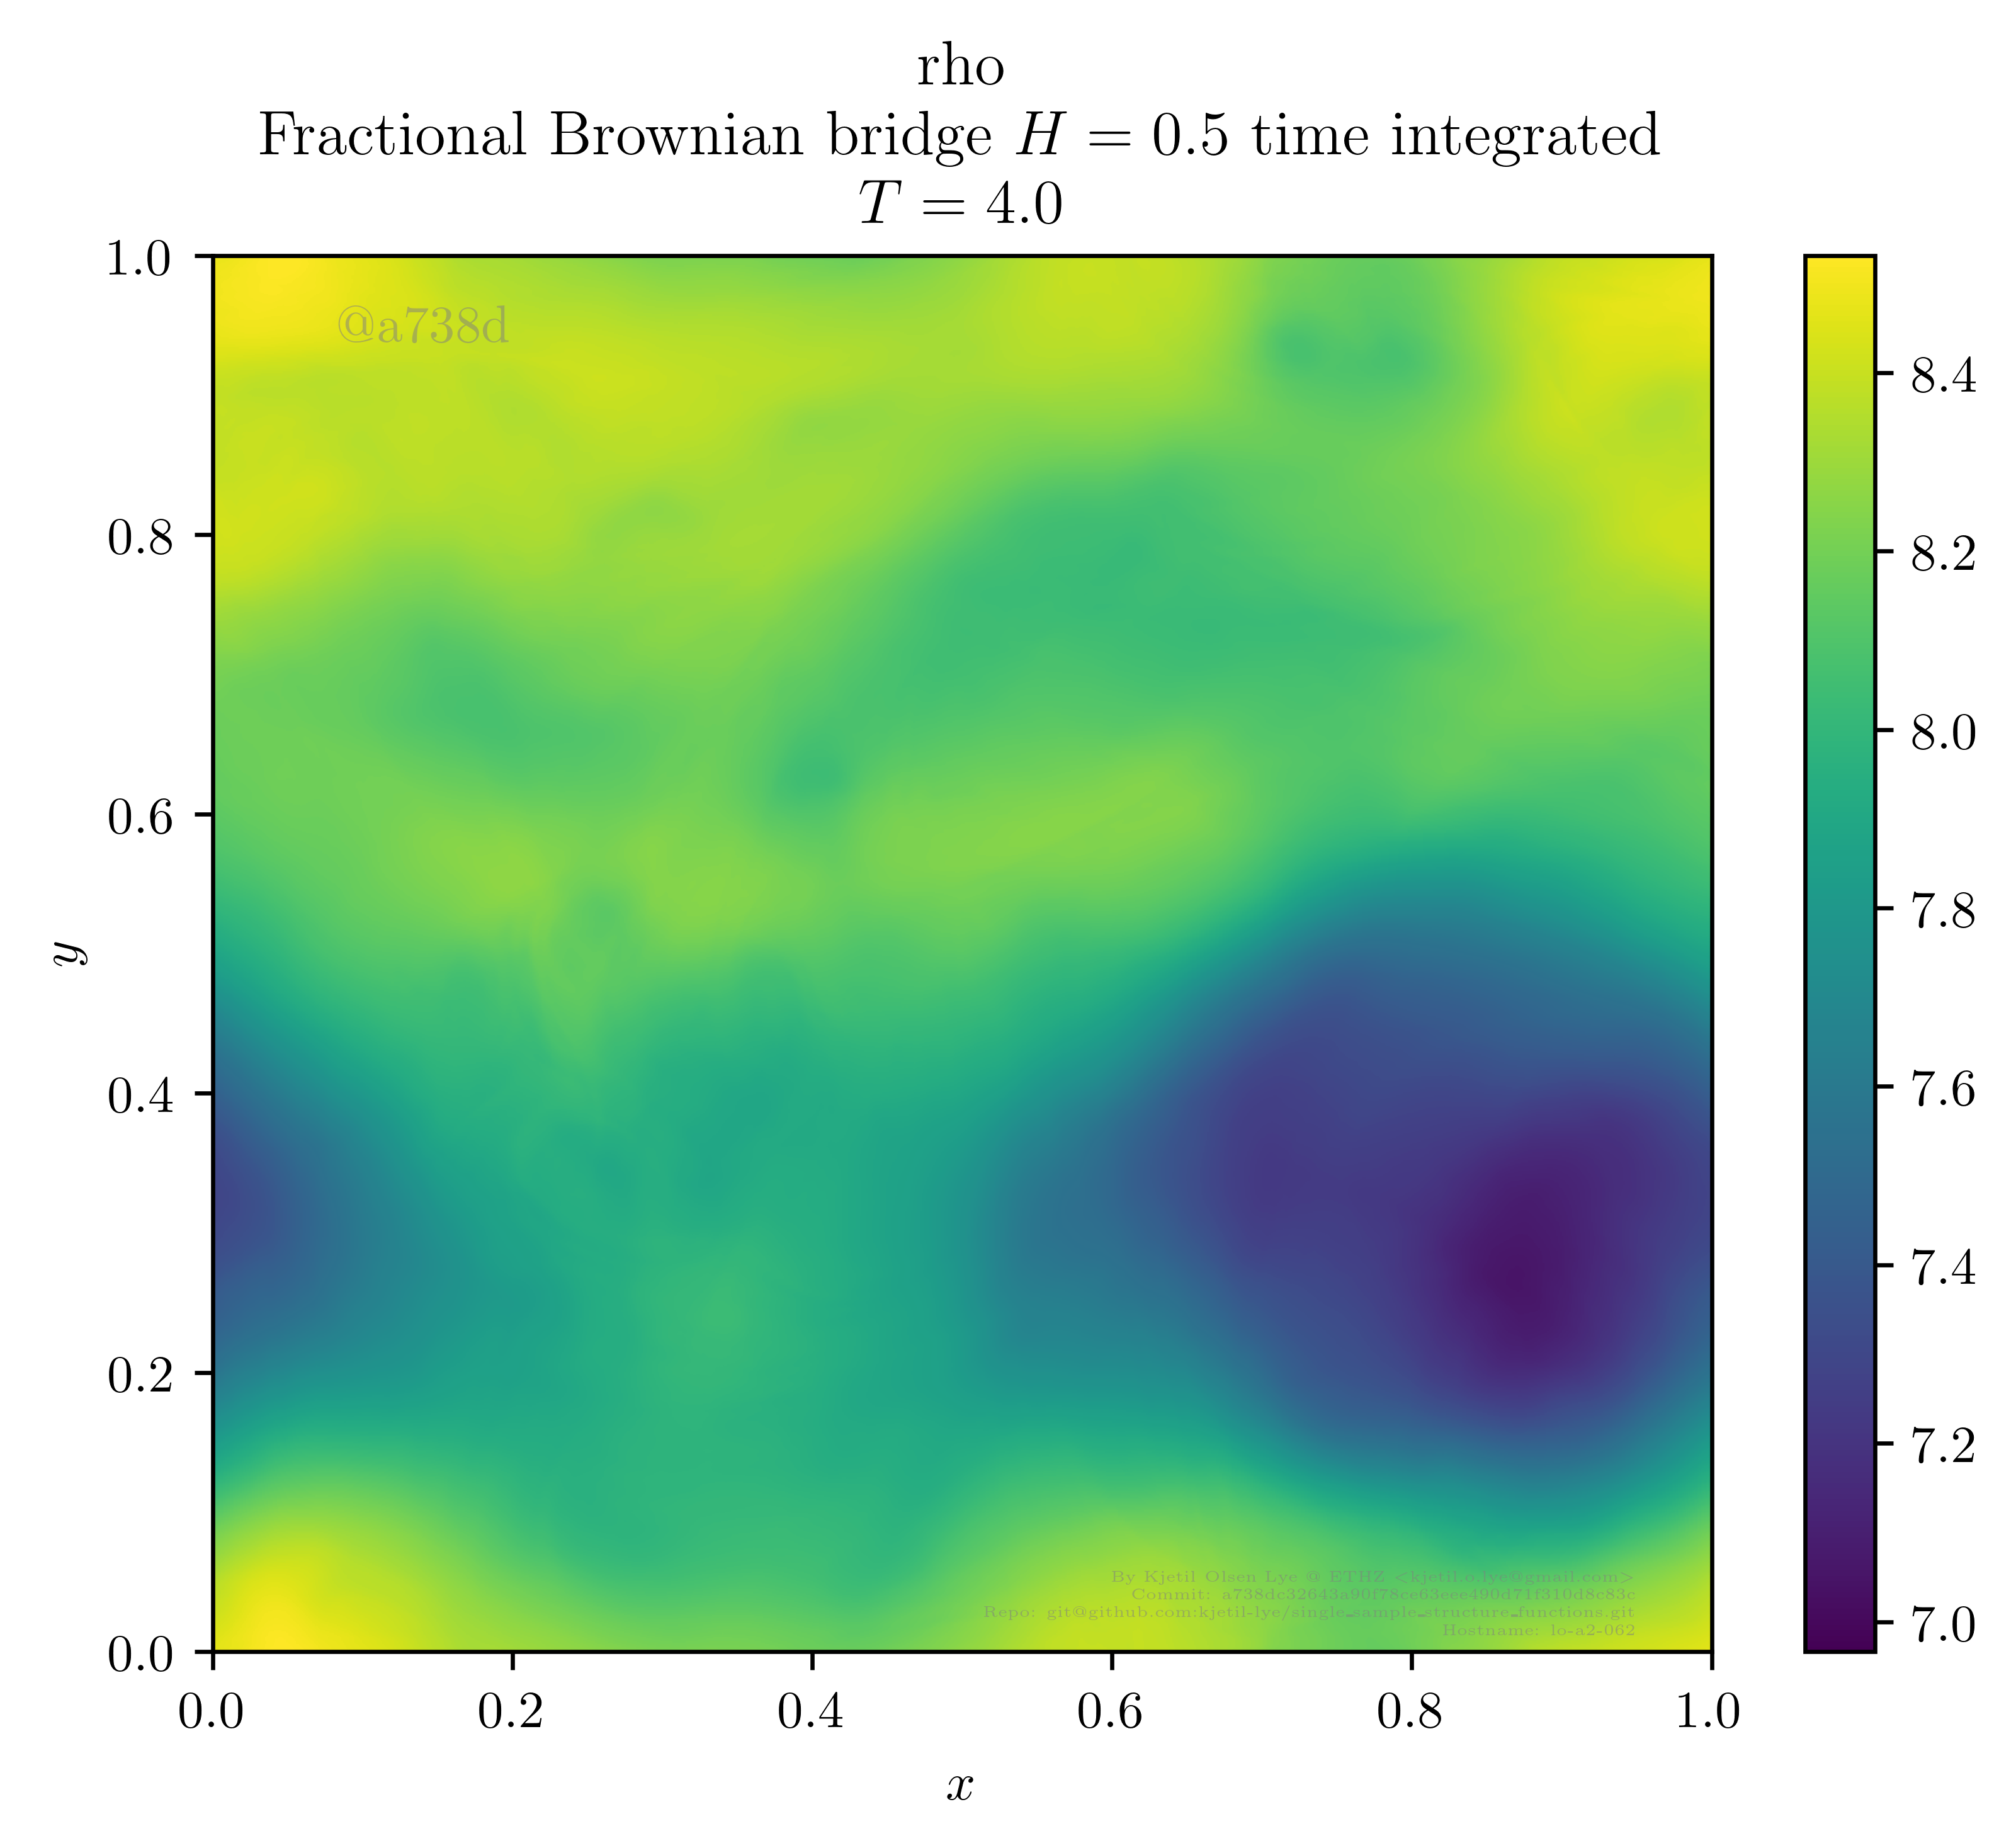 rho
Fractional Brownian bridge H = 0.5 time integrated
T = 4.0
@a738d
1.0
0.8
0.6
0.4
0.2
0.0
y
0.0 0.2 0.4 0.6 0.8 1.0
x
8.4
8.2
8.0
7.8
7.6
7.4
7.2
7.0
By Kjetil Olsen Lye @ ETHZ <kjetil.o.lye@gmail.com>
Commit: a738dc32643a90f78ce63eee490d71f310d8c83c
Repo: git@github.com:kjetil-lye/single_sample_structure_functions.git
Hostname: lo-a2-062